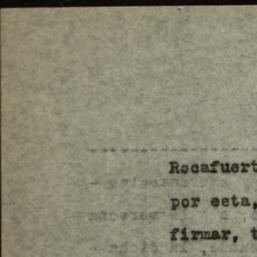 Rocafuert
por esta,
firmar, t